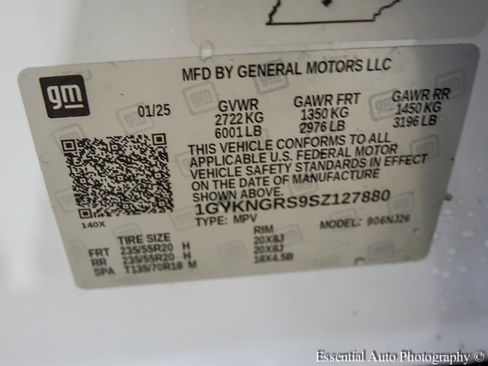 gm
MFD BY GENERAL MOTORS LLC
01/25 GVWR GAWR FRT GAWR RR
2722 KG 1350 KG 1450 KG
6001 LB 2976 LB 3196 LB
THIS VEHICLE CONFORMS TO ALL
APPLICABLE U.S. FEDERAL MOTOR
VEHICLE SAFETY STANDARDS IN EFFECT
ON THE DATE OF MANUFACTURE
SHOWN ABOVE.
1GYKNGRS9SZ127880
140X TYPE: MPV MODEL: 906NJ26
TIRE SIZE RIM
FRT 235/55R20 H 20X8J
RR 235/55R20 H 20X8J
SPA T135/70R18 M 18X4.5B
Essential Auto Photography ©